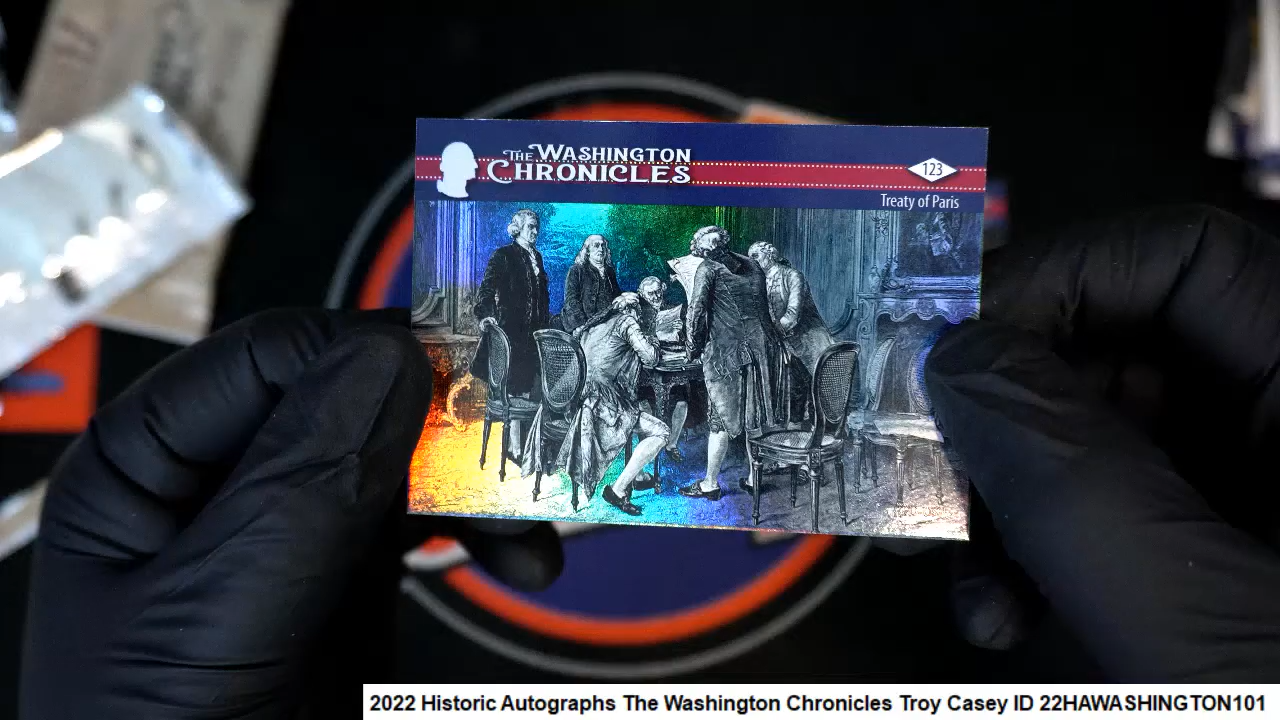 THE WASHINGTON
CHRONICLES
123
Treaty of Paris
2022 Historic Autographs The Washington Chronicles Troy Casey ID 22HAWASHINGTON101